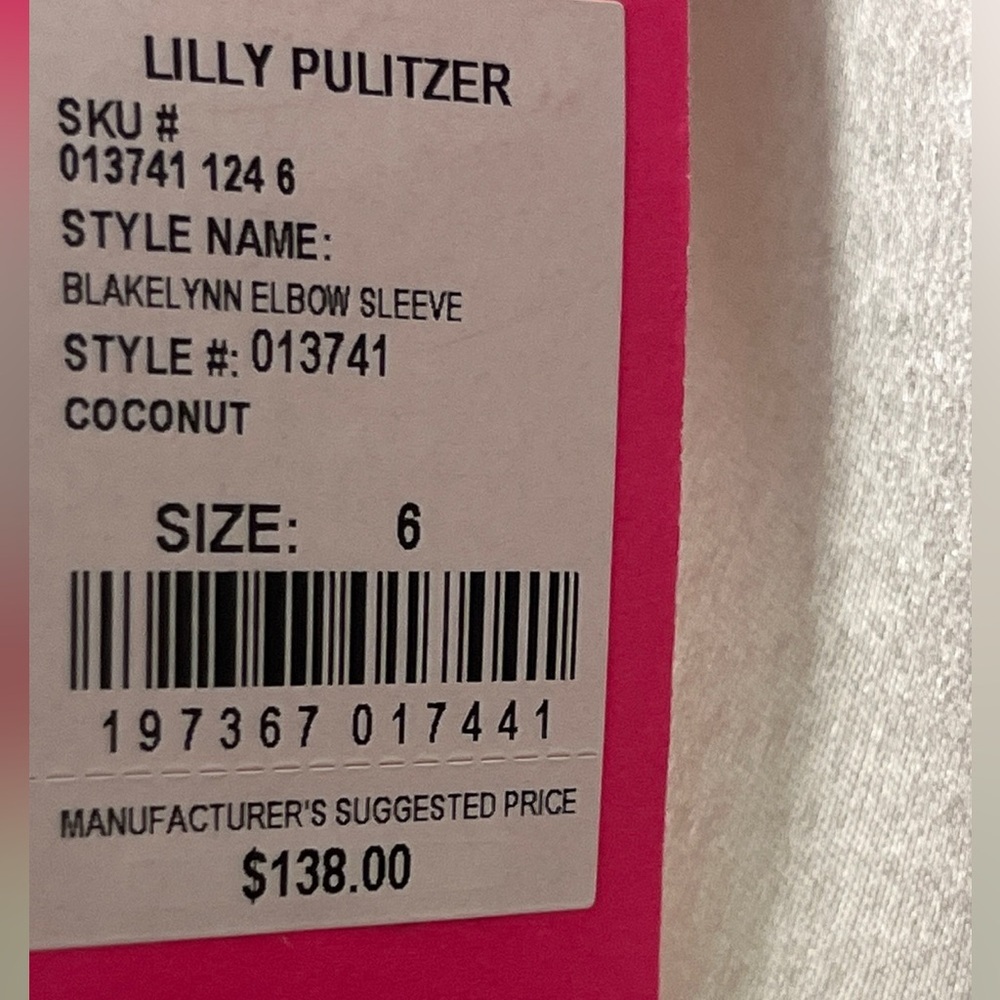 LILLY PULITZER
SKU #
013741 124 6
STYLE NAME:
BLAKELYNN ELBOW SLEEVE
STYLE #: 013741
COCONUT
SIZE: 6
197367 017441
MANUFACTURER'S SUGGESTED PRICE
$138.00